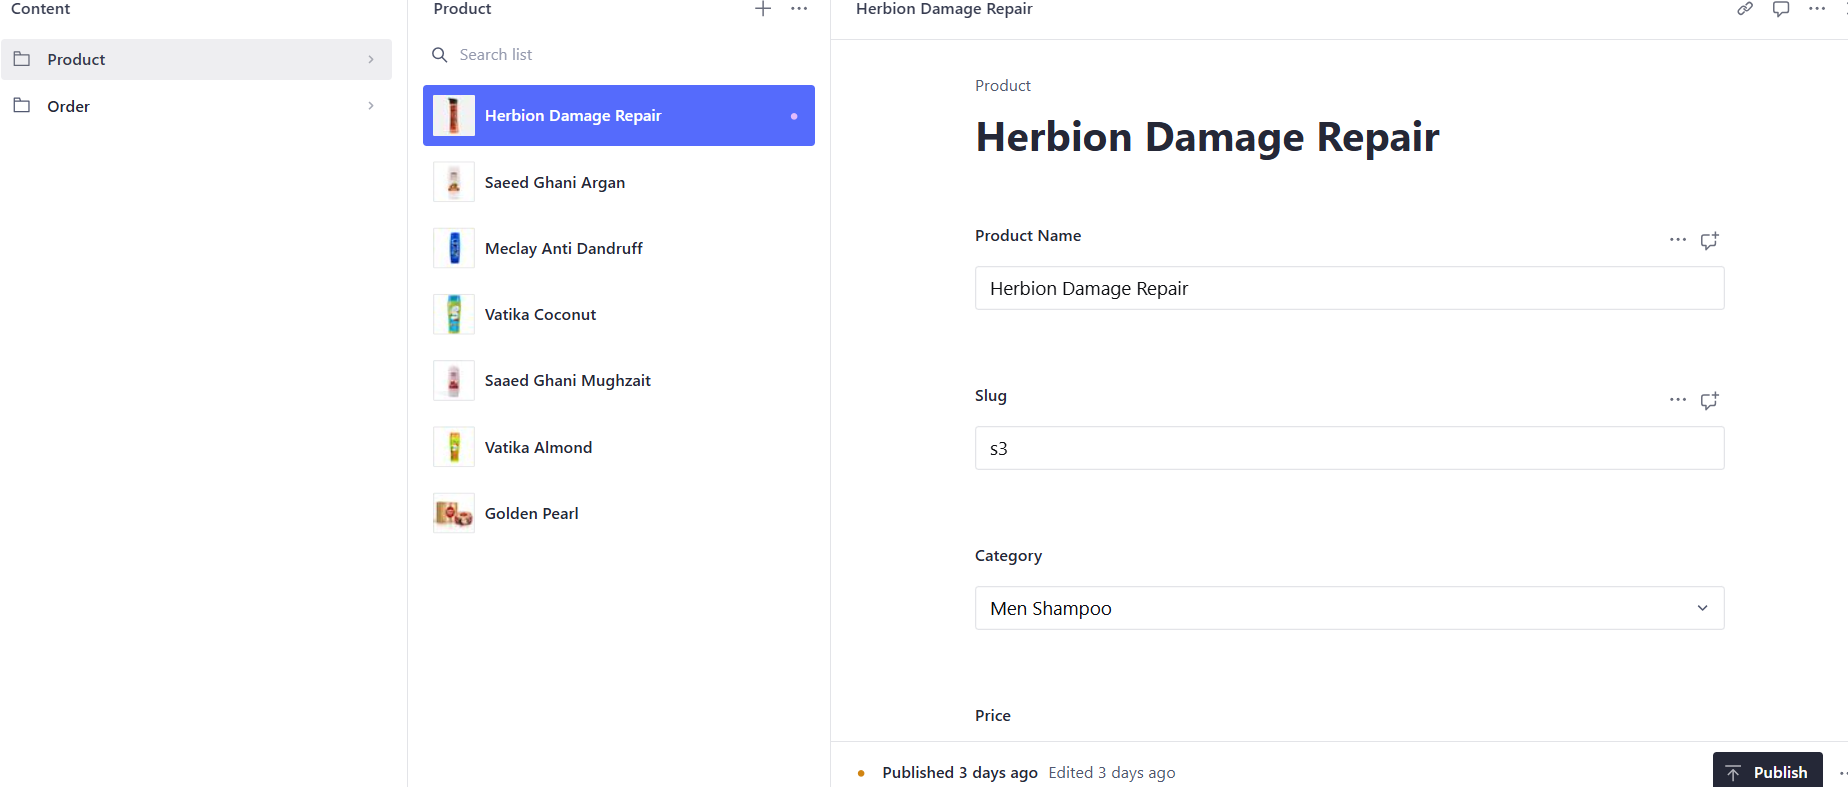 Content
Product
Order
Product
Search list
Herbion Damage Repair
Saeed Ghani Argan
Meclay Anti Dandruff
Vatika Coconut
Saaed Ghani Mughzait
Vatika Almond
Golden Pearl
Herbion Damage Repair
Product
Herbion Damage Repair
Product Name
Herbion Damage Repair
Slug
s3
Category
Men Shampoo
Price
Published 3 days ago Edited 3 days ago
Publish